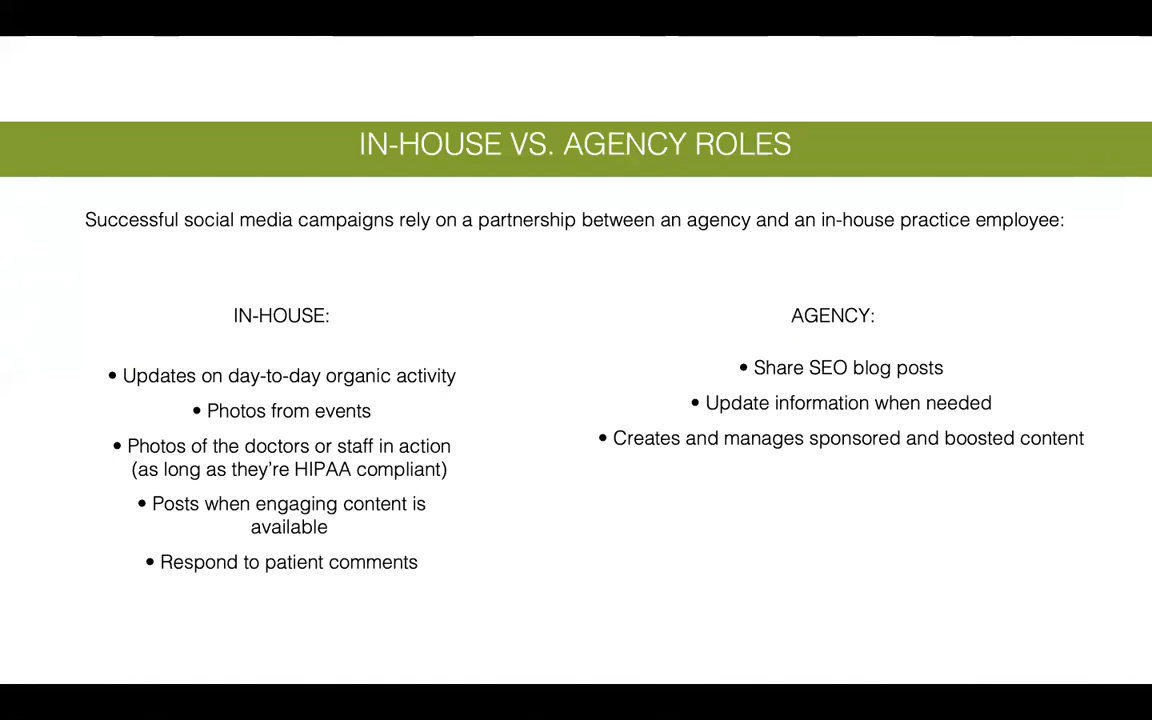 IN-HOUSE VS. AGENCY ROLES
Successful social media campaigns rely on a partnership between an agency and an in-house practice employee:
IN-HOUSE:
• Updates on day-to-day organic activity
• Photos from events
• Photos of the doctors or staff in action
(as long as they're HIPAA compliant)
• Posts when engaging content is
available
• Respond to patient comments
AGENCY:
• Share SEO blog posts
• Update information when needed
• Creates and manages sponsored and boosted content